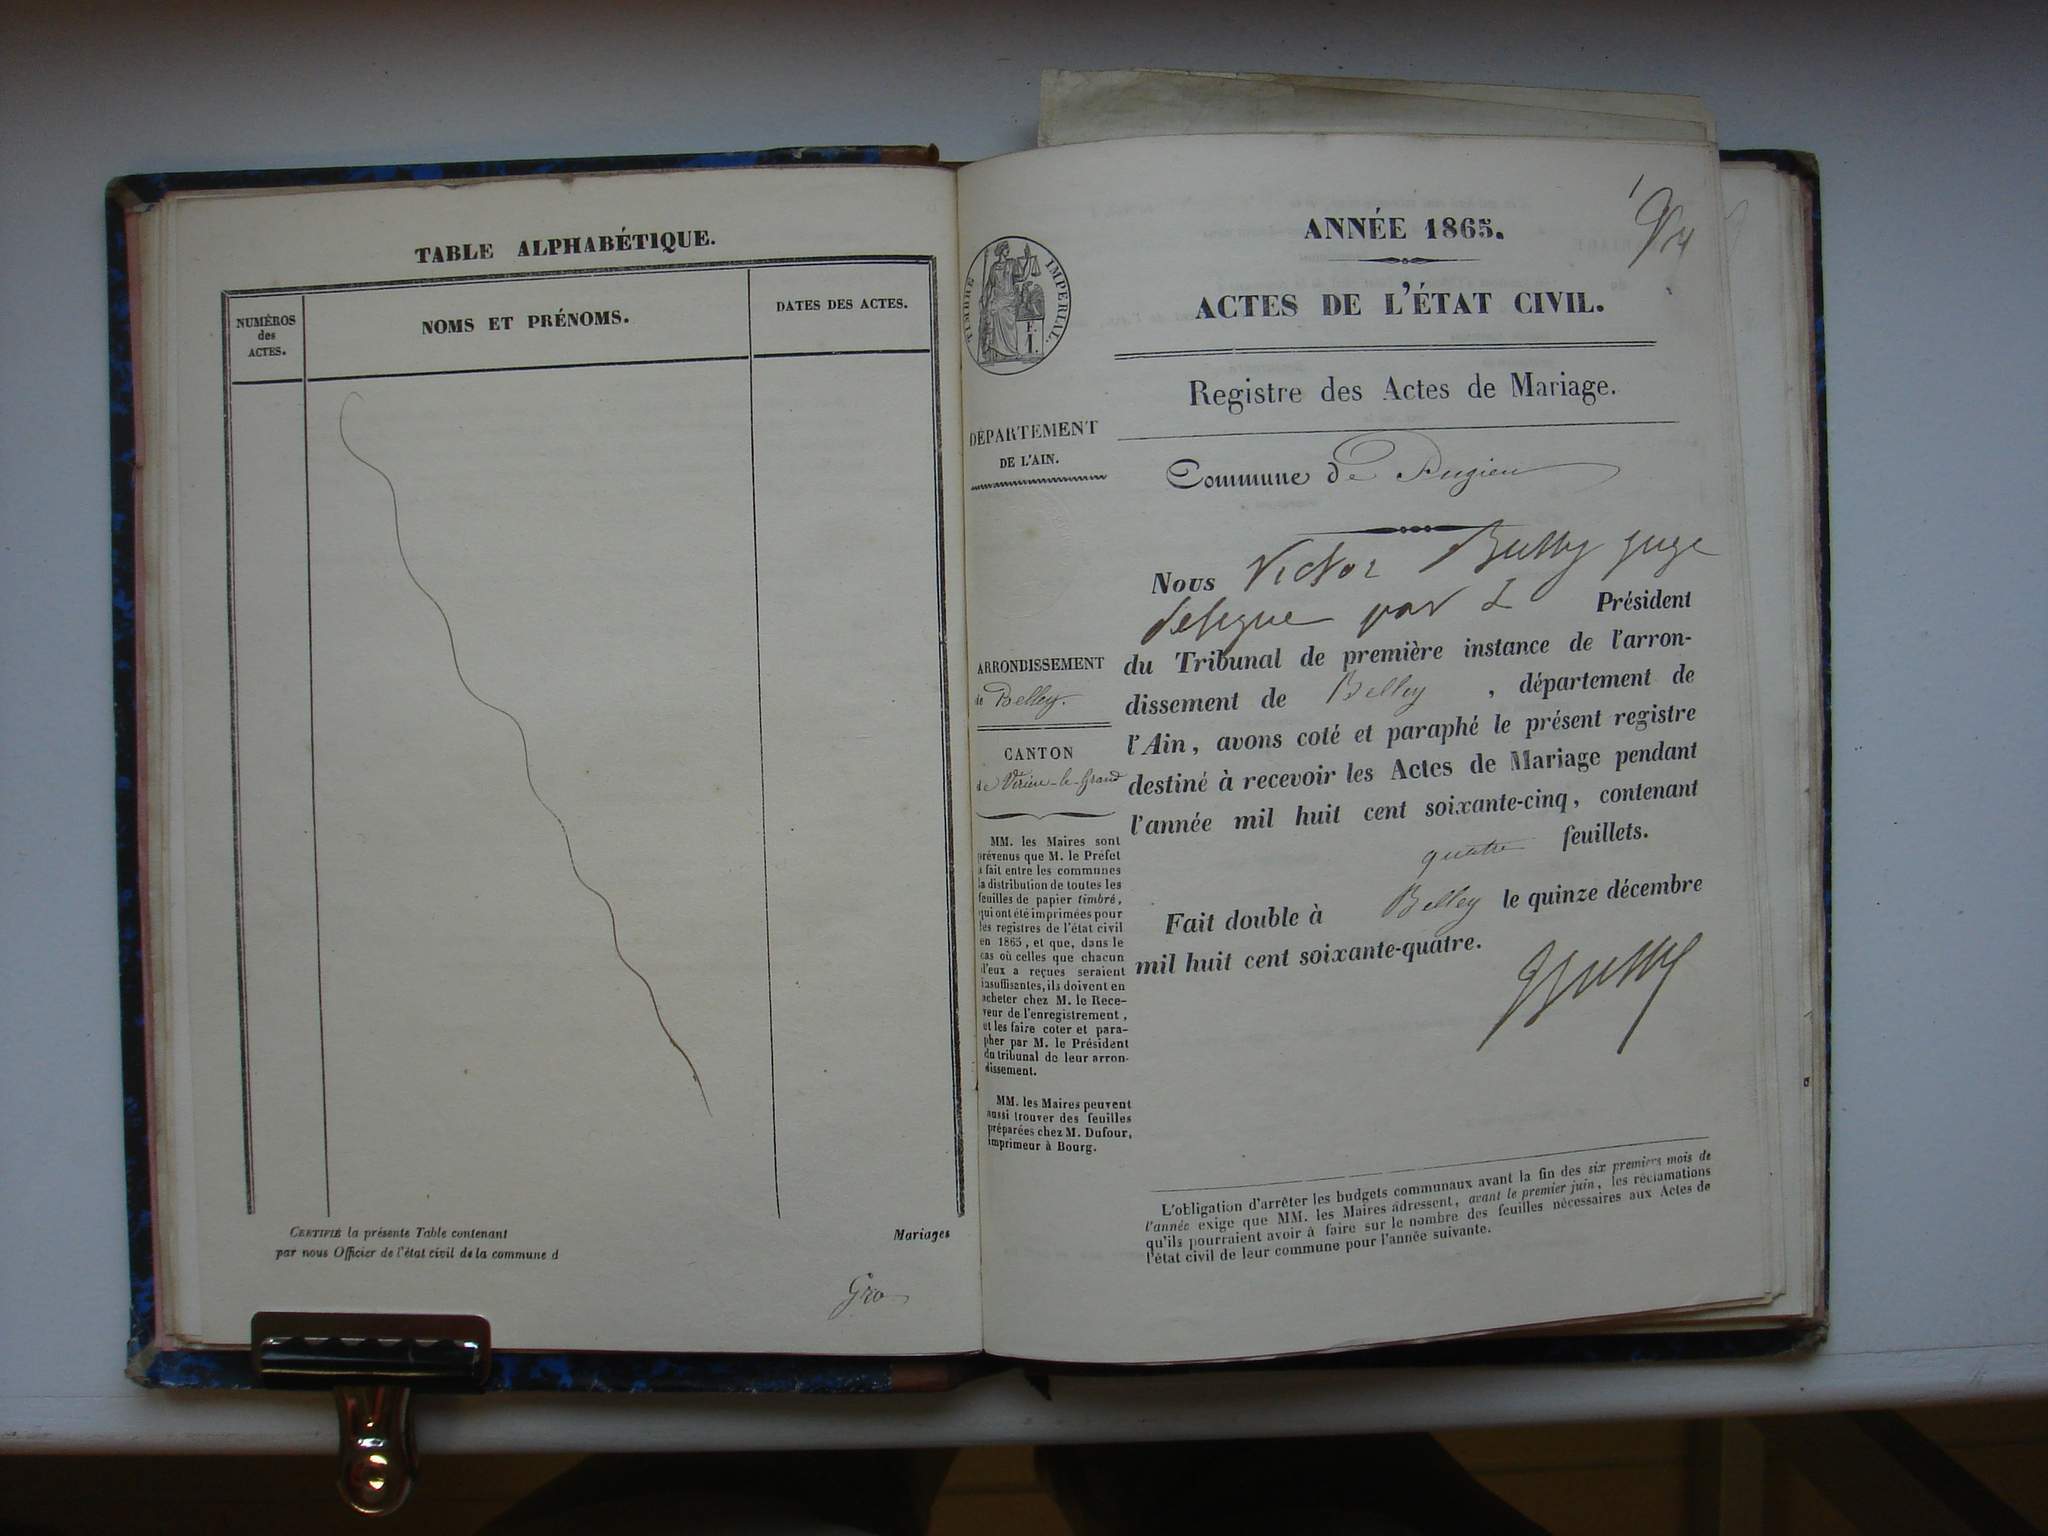 TABLE ALPHABÉTIQUE.
NUMÉROS
des
ACTES.
NOMS ET PRÉNOMS.
DATES DES ACTES.
CERTIFIÉ la présente Table contenant
par nous Officier de l'état civil de la commune d
Mariages
TIMBRE IMPERIAL.
F.
1.
DÉPARTEMENT
DE L'AIN.
ARRONDISSEMENT
de Belley.
CANTON
de Virieu-le-Grand
MM. les Maires sont
prévenus que M. le Préfet
a fait entre les communes
la distribution de toutes les
feuilles de papier timbré,
qui ont été imprimées pour
les registres de l'état civil
en 1865, et que, dans le
cas où celles que chacun
d'eux a reçues seraient
insuffisantes, ils doivent en
acheter chez M. le Rece-
veur de l'enregistrement,
et les faire coter et para-
pher par M. le Président
du tribunal de leur arron-
dissement.
MM. les Maires peuvent
aussi trouver des feuilles
préparées chez M. Dufour,
imprimeur à Bourg.
ANNÉE 1865.
ACTES DE L'ÉTAT CIVIL.
Registre des Actes de Mariage.
Commune de Pugieu
Nous Victor juge
délégué par L Président
du Tribunal de première instance de l'arron-
dissement de Belley, département de
l'Ain, avons coté et paraphé le présent registre
destiné à recevoir les Actes de Mariage pendant
l'année mil huit cent soixante-cinq, contenant
quatre feuillets.
Fait double à Belley le quinze décembre
mil huit cent soixante-quatre.
L'obligation d'arrêter les budgets communaux avant la fin des six premiers mois de
l'année exige que MM. les Maires adressent, avant le premier juin, les réclamations
qu'ils pourraient avoir à faire sur le nombre des feuilles nécessaires aux Actes de
l'état civil de leur commune pour l'année suivante.